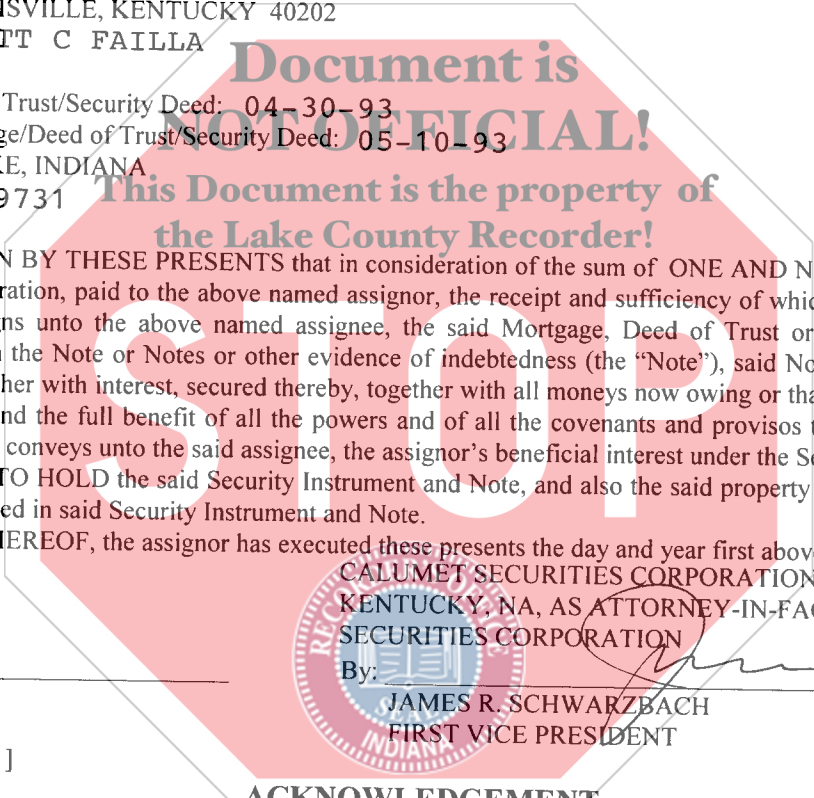 SVILLE, KENTUCKY 40202
TT C FAILLA
Document is
Trust/Security Deed: 04-30-93
NOT OFFICIAL!
ge/Deed of Trust/Security Deed: 05-10-93
KE, INDIANA
This Document is the property of
9731
the Lake County Recorder!
N BY THESE PRESENTS that in consideration of the sum of ONE AND N
ration, paid to the above named assignor, the receipt and sufficiency of whic
ns unto the above named assignee, the said Mortgage, Deed of Trust or
the Note or Notes or other evidence of indebtedness (the “Note”), said No
her with interest, secured thereby, together with all moneys now owing or tha
nd the full benefit of all the powers and of all the covenants and provisos t
conveys unto the said assignee, the assignor’s beneficial interest under the Se
TO HOLD the said Security Instrument and Note, and also the said property
ed in said Security Instrument and Note.
STOP
HEREOF, the assignor has executed these presents the day and year first above
CALUMET SECURITIES CORPORATION
KENTUCKY, NA, AS ATTORNEY-IN-FAC
SECURITIES CORPORATION
By:
JAMES R. SCHWARZBACH
FIRST VICE PRESIDENT
RECORDER OFFICE
SEAL
INDIANA
]
ACKNOWLEDGEMENT